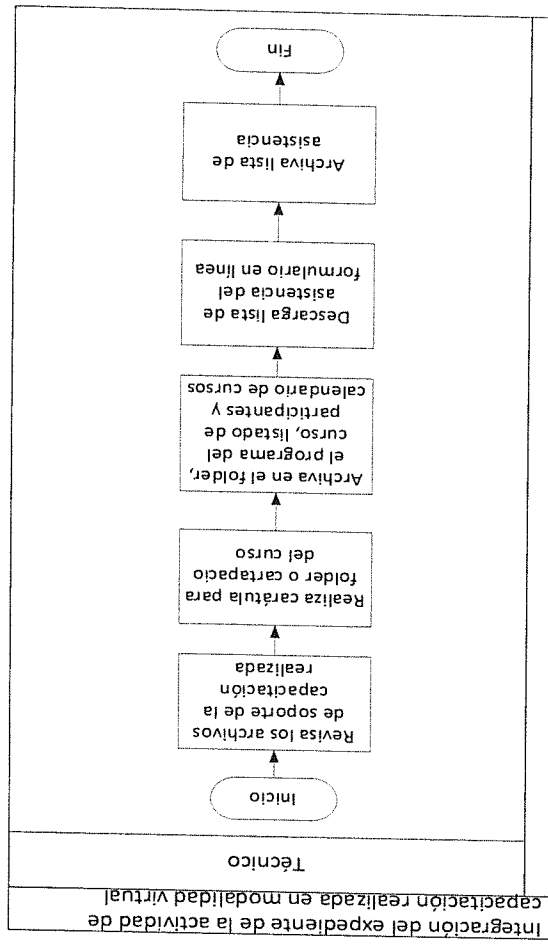 Integración del expediente de la actividad de
capacitación realizada en modalidad virtual
Técnico
Inicio
Revisa los archivos
de soporte de la
capacitación
realizada
Realiza carátula para
folder o cartapacio
del curso
Archiva en el folder,
el programa del
curso, listado de
participantes y
calendario de cursos
Descarga lista de
asistencia del
formulario en línea
Archiva lista de
asistencia
Fin